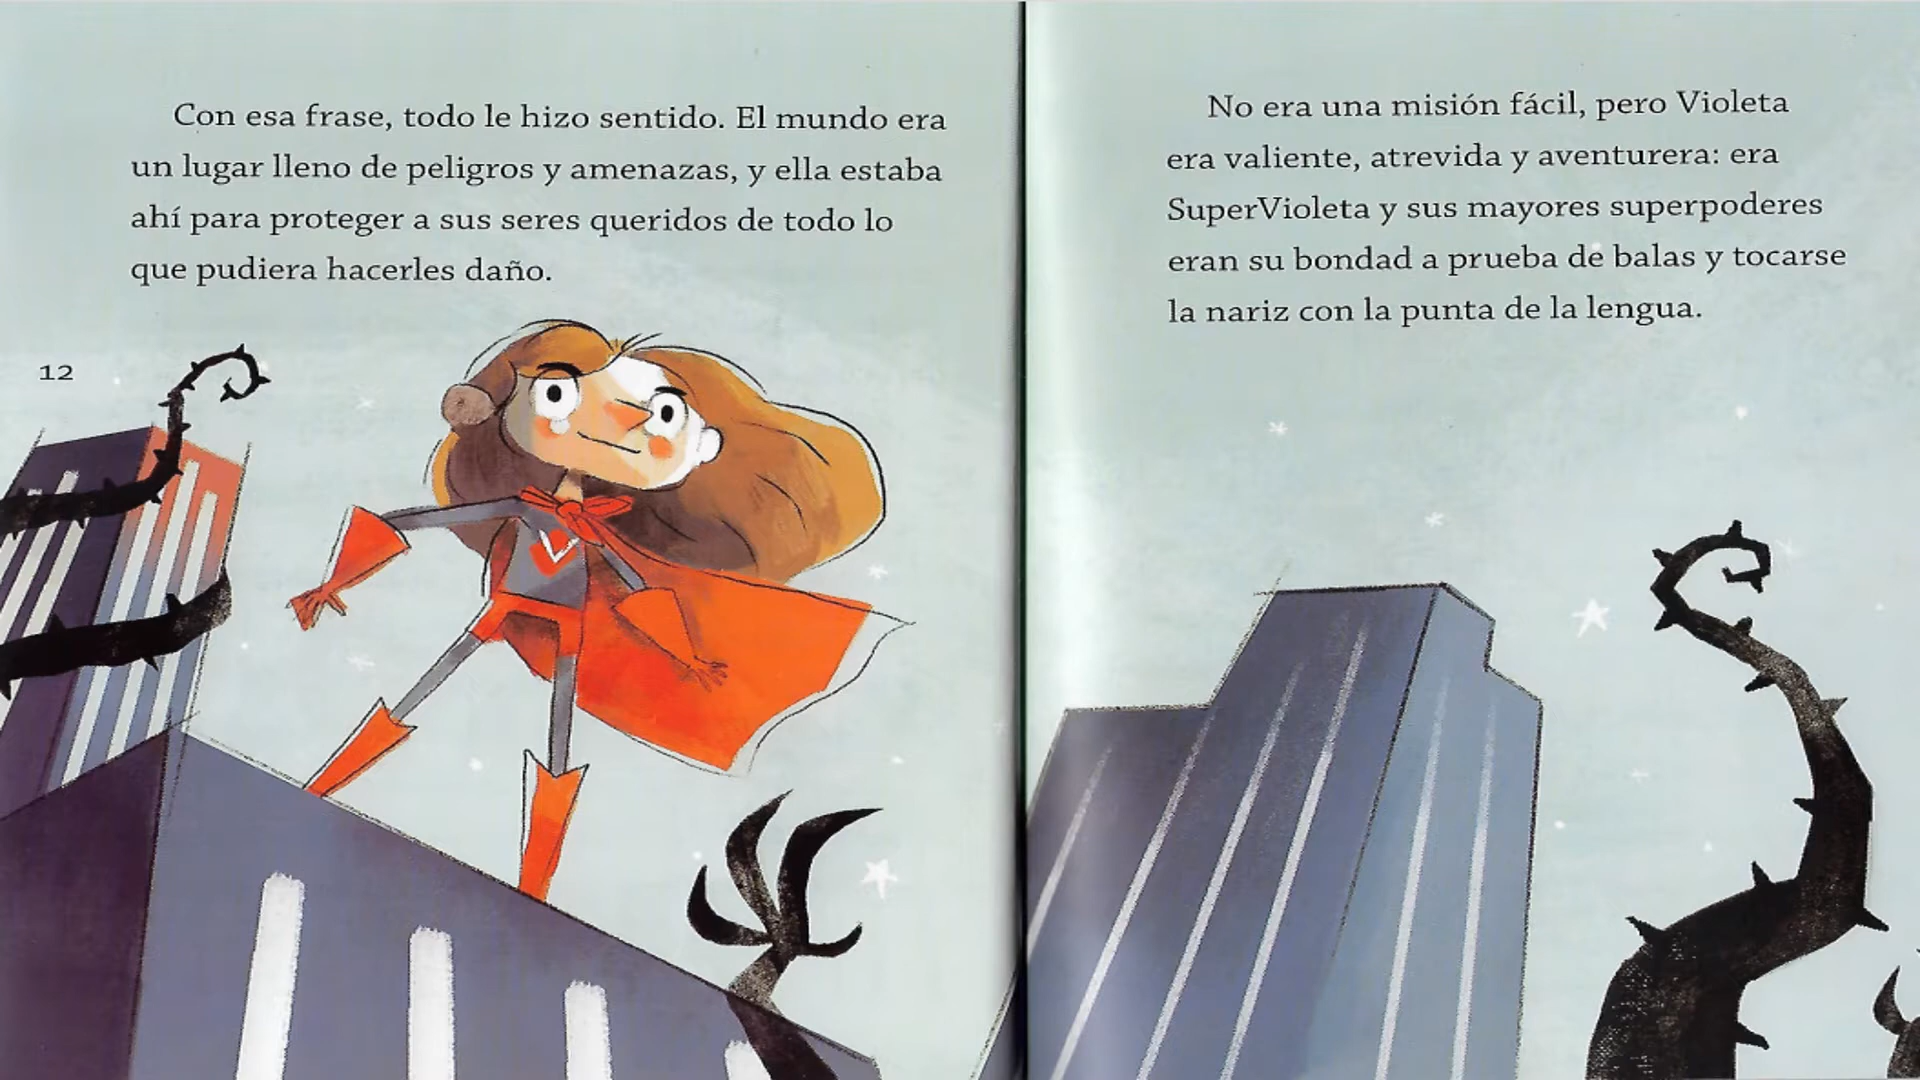 Con esa frase, todo le hizo sentido. El mundo era
un lugar lleno de peligros y amenazas, y ella estaba
ahí para proteger a sus seres queridos de todo lo
que pudiera hacerles daño.
12
No era una misión fácil, pero Violeta
era valiente, atrevida y aventurera: era
SuperVioleta y sus mayores superpoderes
eran su bondad a prueba de balas y tocarse
la nariz con la punta de la lengua.
V